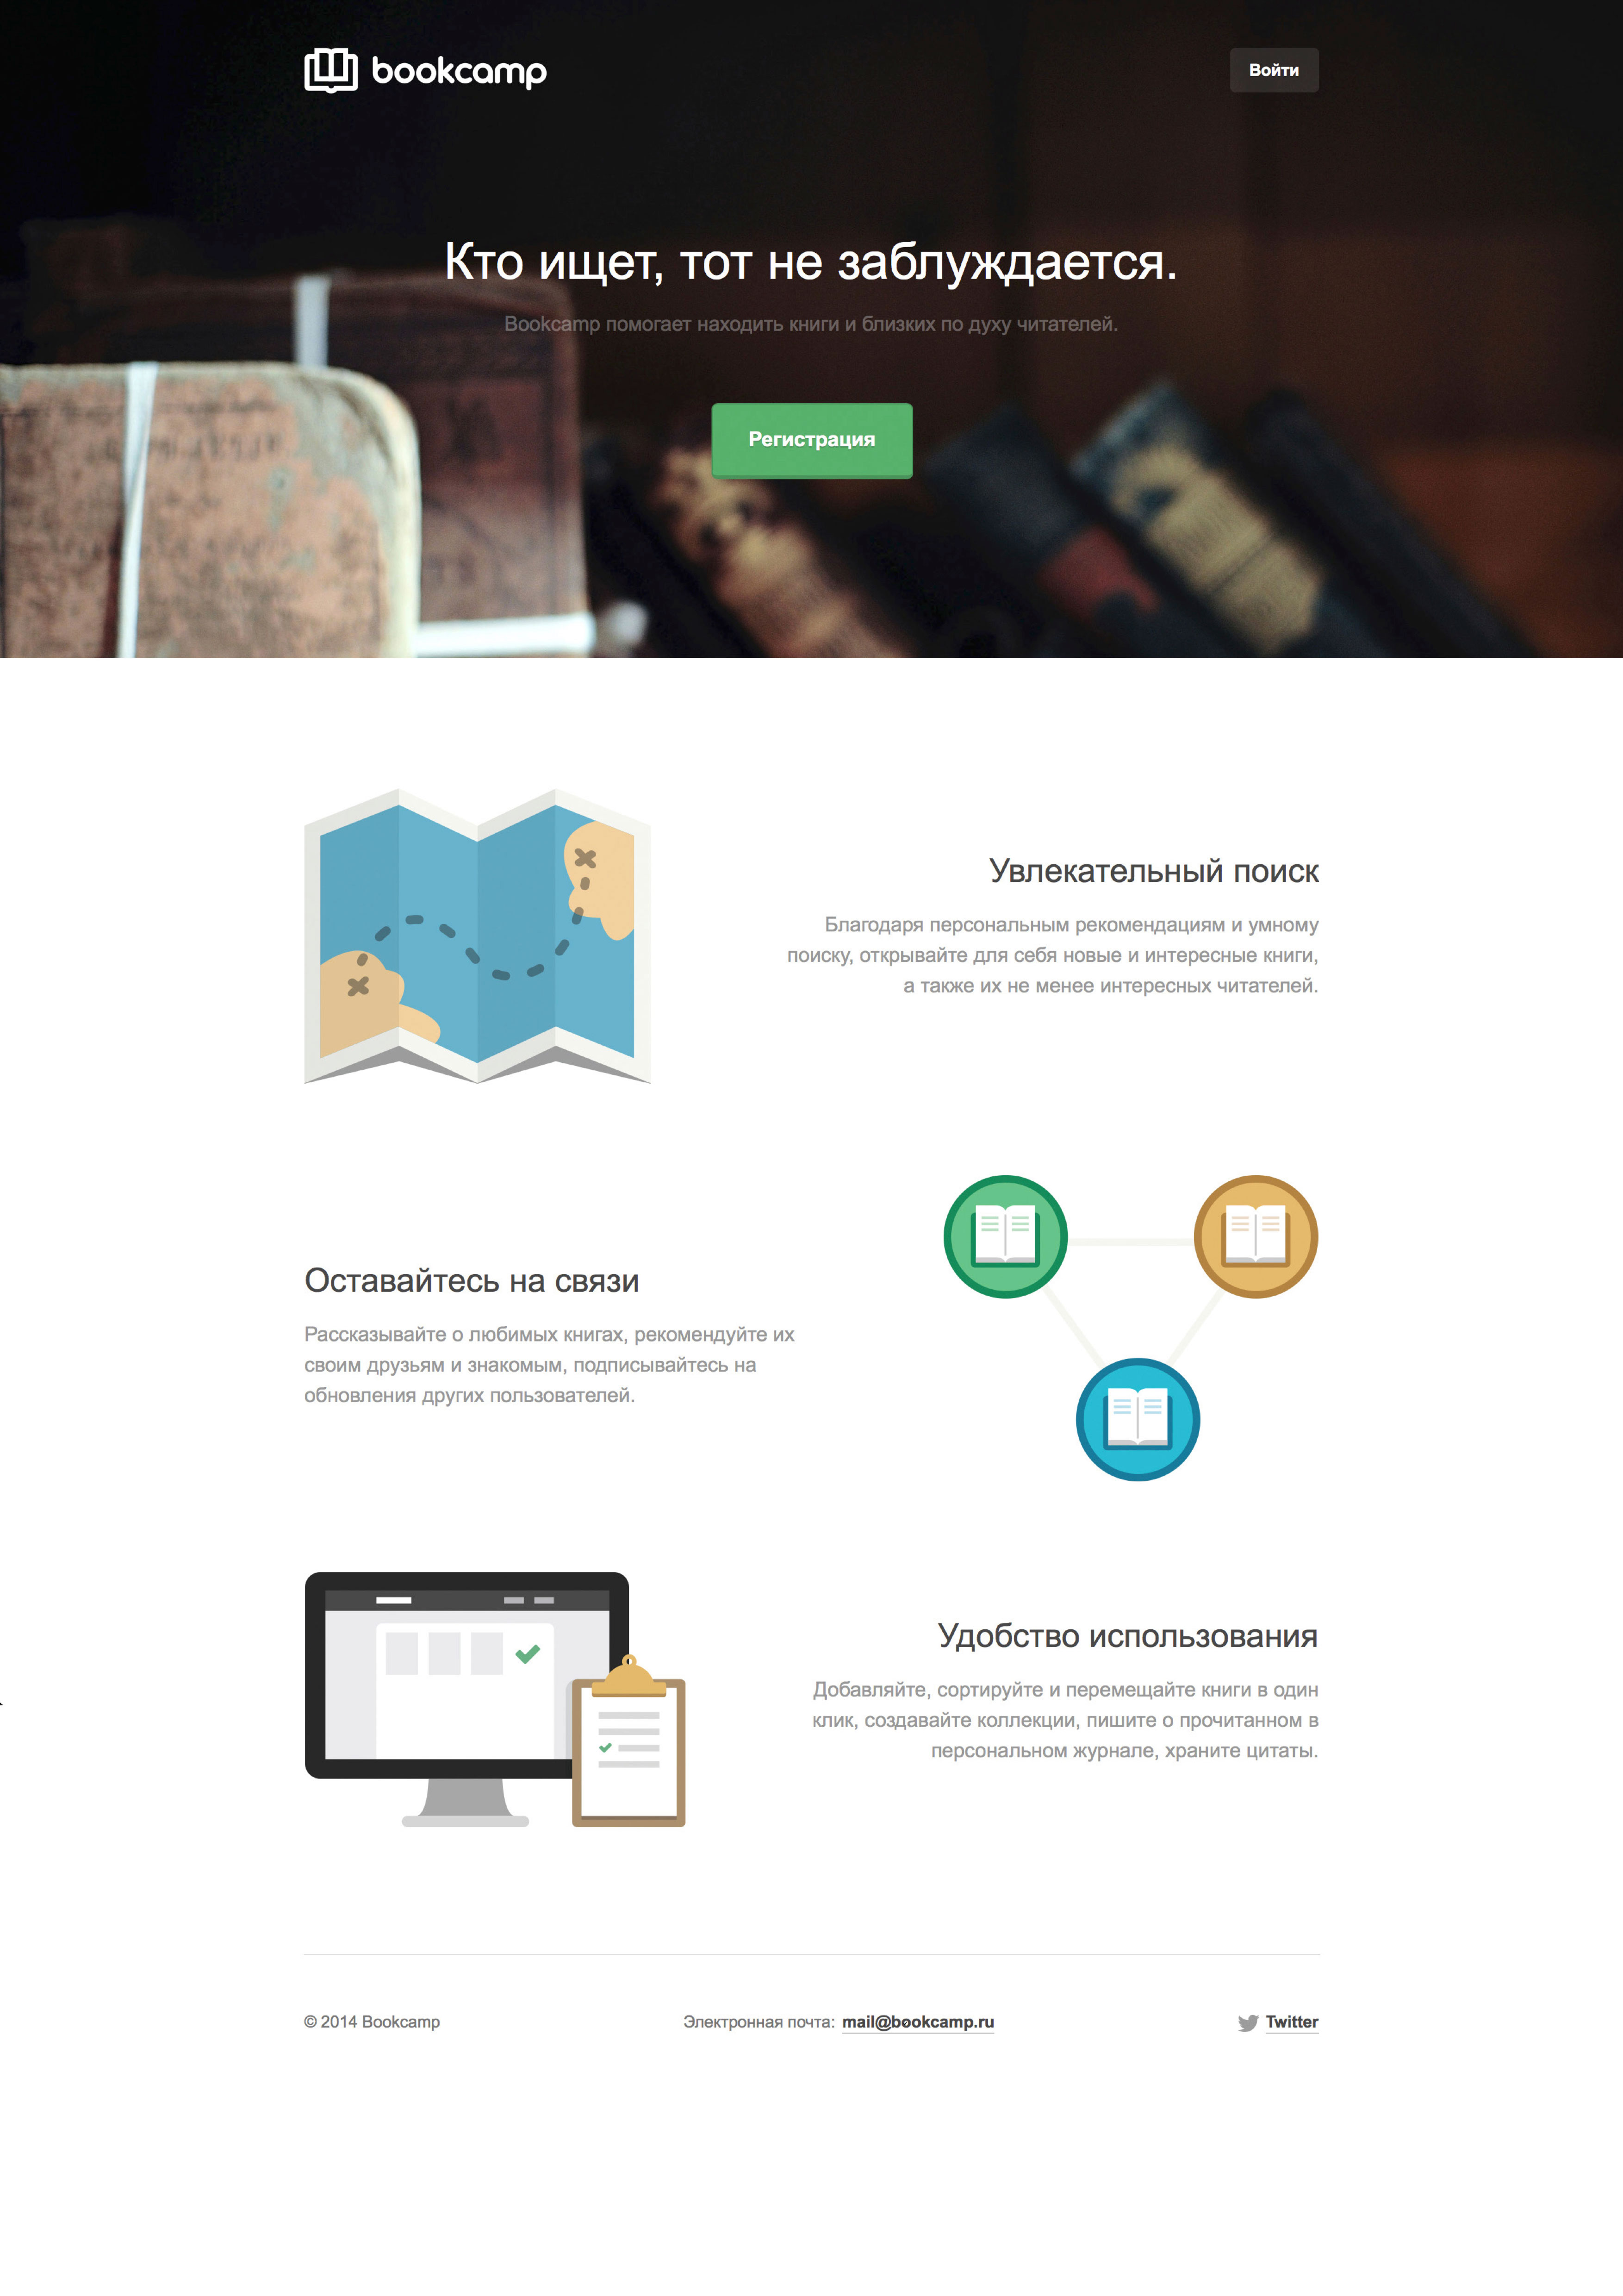 bookcamp
Войти
Кто ищет, тот не заблуждается.
Bookcamp помогает находить книги и близких по духу читателей.
Регистрация
Увлекательный поиск
Благодаря персональным рекомендациям и умному
поиску, открывайте для себя новые и интересные книги,
а также их не менее интересных читателей.
Оставайтесь на связи
Рассказывайте о любимых книгах, рекомендуйте их
своим друзьям и знакомым, подписывайтесь на
обновления других пользователей.
Удобство использования
Добавляйте, сортируйте и перемещайте книги в один
клик, создавайте коллекции, пишите о прочитанном в
персональном журнале, храните цитаты.
© 2014 Bookcamp
Электронная почта: mail@bookcamp.ru
Twitter